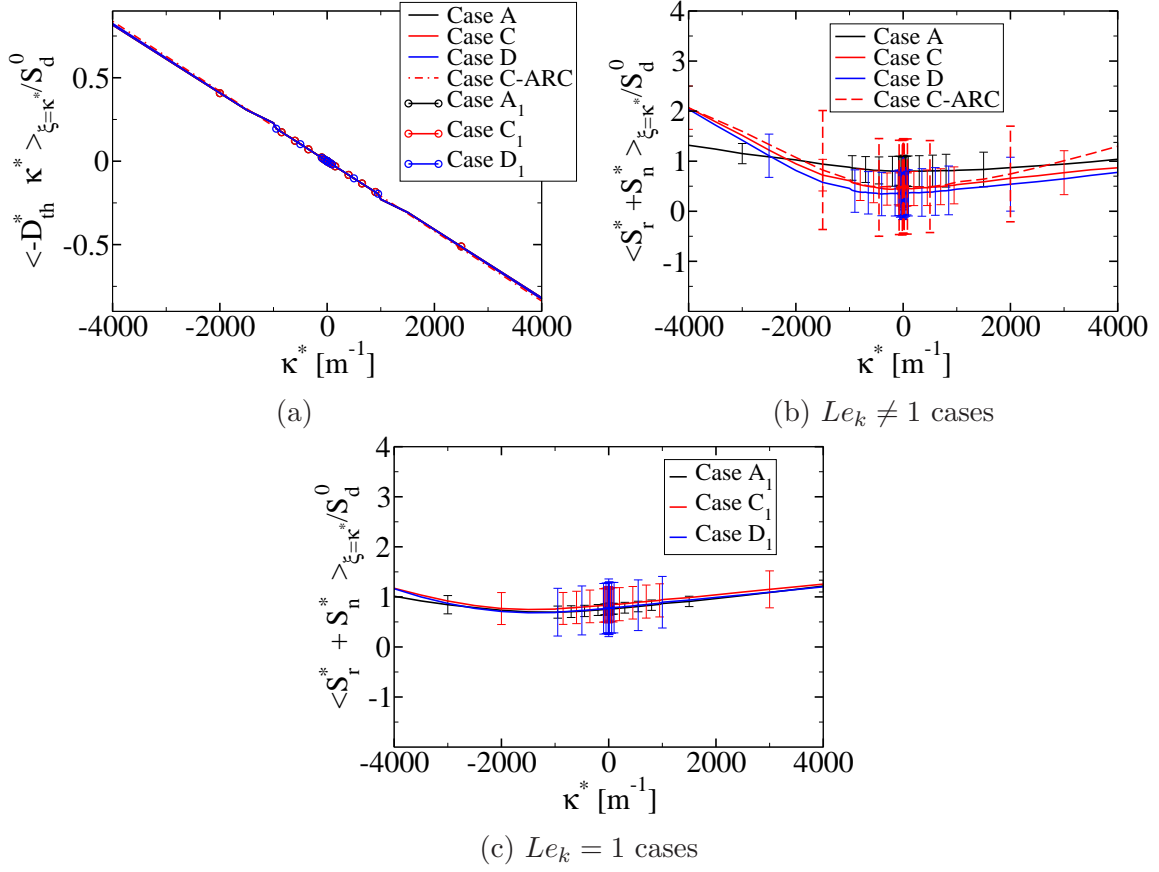 <-D*th κ*>ξ=κ*/S0d
0.5
0
-0.5
-4000 -2000 0 2000 4000
κ* [m-1]
Case A
Case C
Case D
Case C-ARC
Case A1
Case C1
Case D1
(a)
<S*r +S*n>ξ=κ*/S0d
4
3
2
1
0
-1
-4000 -2000 0 2000 4000
κ* [m-1]
Case A
Case C
Case D
Case C-ARC
(b) Lek ≠ 1 cases
<S*r + S*n>ξ=κ*/S0d
4
3
2
1
0
-1
-4000 -2000 0 2000 4000
κ* [m-1]
Case A1
Case C1
Case D1
(c) Lek = 1 cases